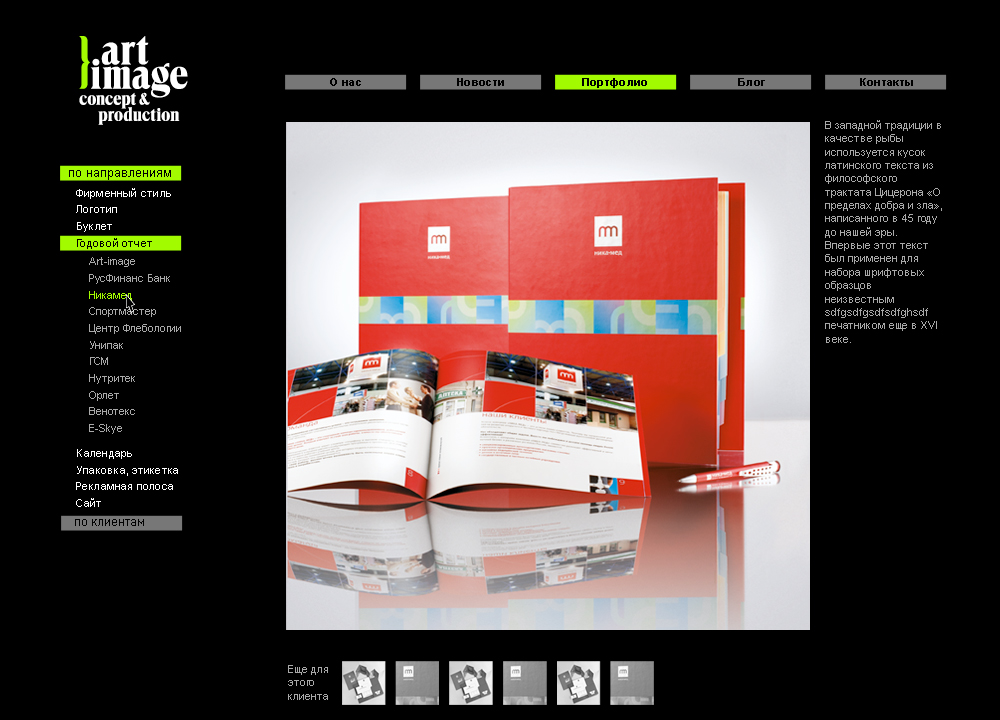 }.art
image
concept &
production
О нас
Новости
Портфолио
Блог
Контакты
по направлениям
Фирменный стиль
Логотип
Буклет
Годовой отчет
Art-image
РусФинанс Банк
Никамед
Спортмастер
Центр Флебологии
Унипак
ГСМ
Нутритек
Орлет
Венотекс
E-Skye
Календарь
Упаковка, этикетка
Рекламная полоса
Сайт
по клиентам
НИКАМЕД
НИКАМЕД
АПТЕКА
наши клиенты
В западной традиции в
качестве рыбы
используется кусок
латинского текста из
философского
трактата Цицерона «О
пределах добра и зла»,
написанного в 45 году
до нашей эры.
Впервые этот текст
был применен для
набора шрифтовых
образцов
неизвестным
sdfgsdfgsdfsdfghsdf
печатником еще в XVI
веке.
Еще для
этого
клиента